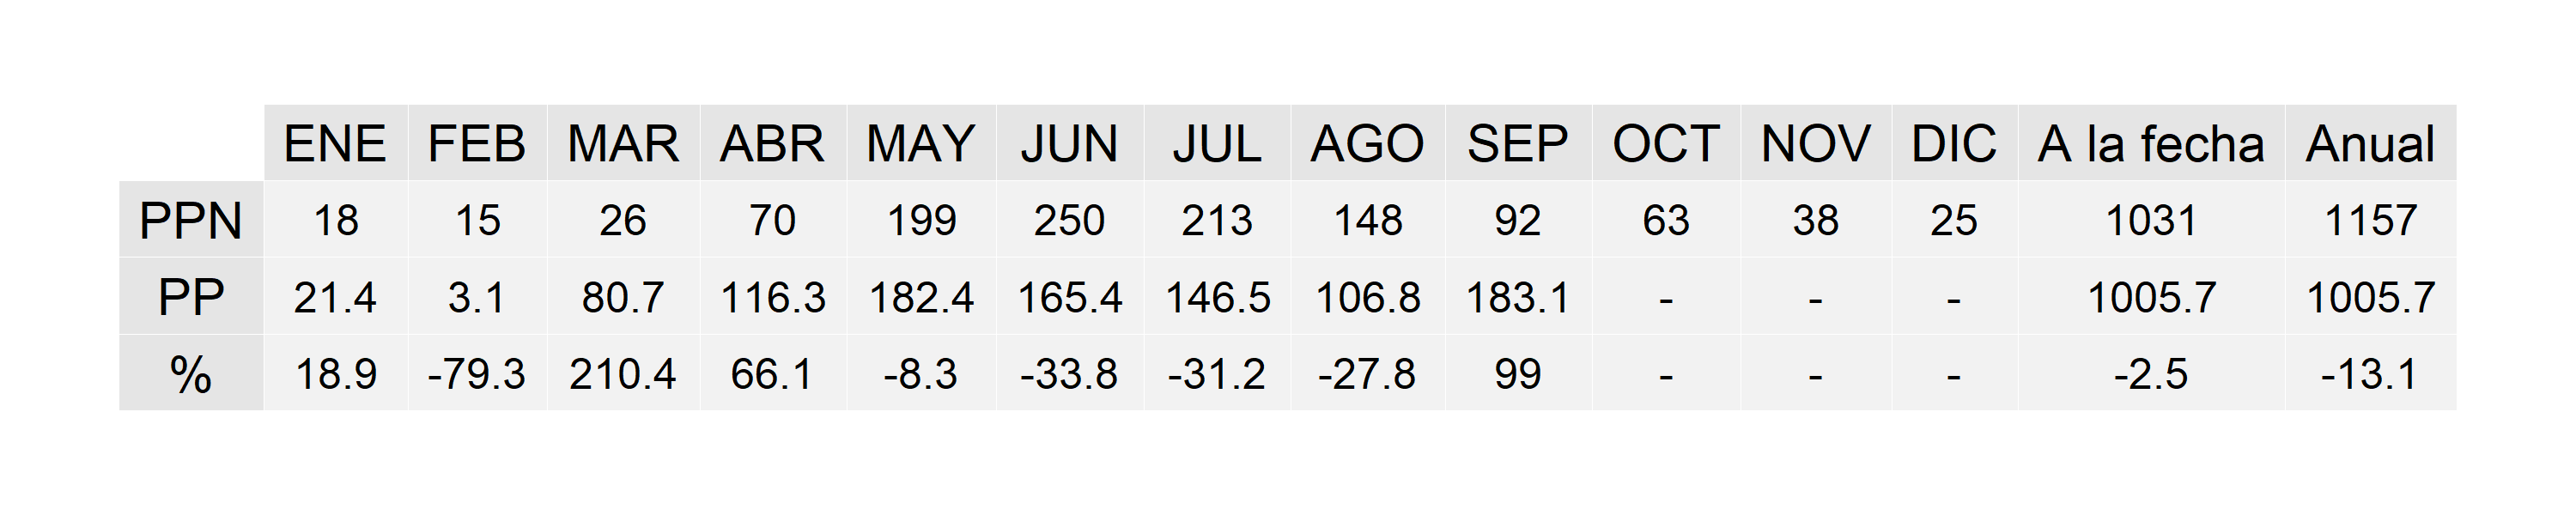 ENE FEB MAR ABR MAY JUN JUL AGO SEP OCT NOV DIC A la fecha Anual
PPN 18 15 26 70 199 250 213 148 92 63 38 25 1031 1157
PP 21.4 3.1 80.7 116.3 182.4 165.4 146.5 106.8 183.1 - - - 1005.7 1005.7
% 18.9 -79.3 210.4 66.1 -8.3 -33.8 -31.2 -27.8 99 - - - -2.5 -13.1